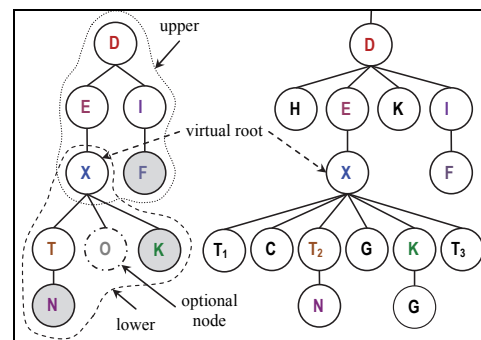 upper
D
D
E
I
H
E
K
I
virtual root
X
F
X
F
T
O
K
T1
C
T2
G
K
T3
N
N
G
lower
optional
node